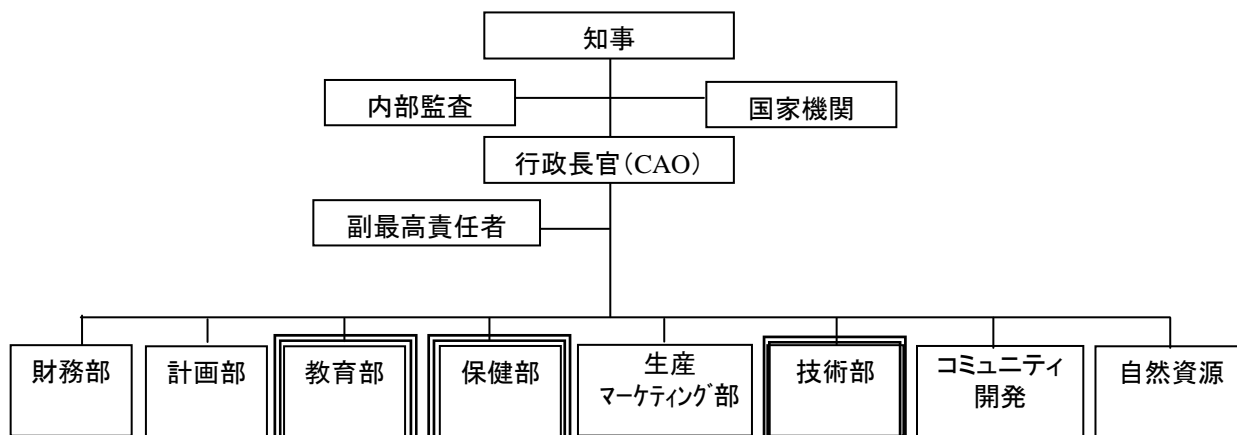 知事
内部監査
国家機関
行政長官（CAO）
副最高責任者
財務部
計画部
教育部
保健部
生産
ﾏｰｹﾃｨﾝｸﾞ部
技術部
コミュニティ
開発
自然資源